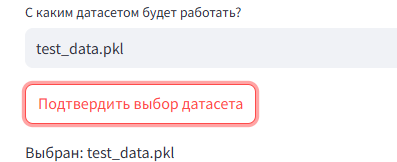 С каким датасетом будет работать?
test_data.pkl
Подтвердить выбор датасета
Выбран: test_data.pkl